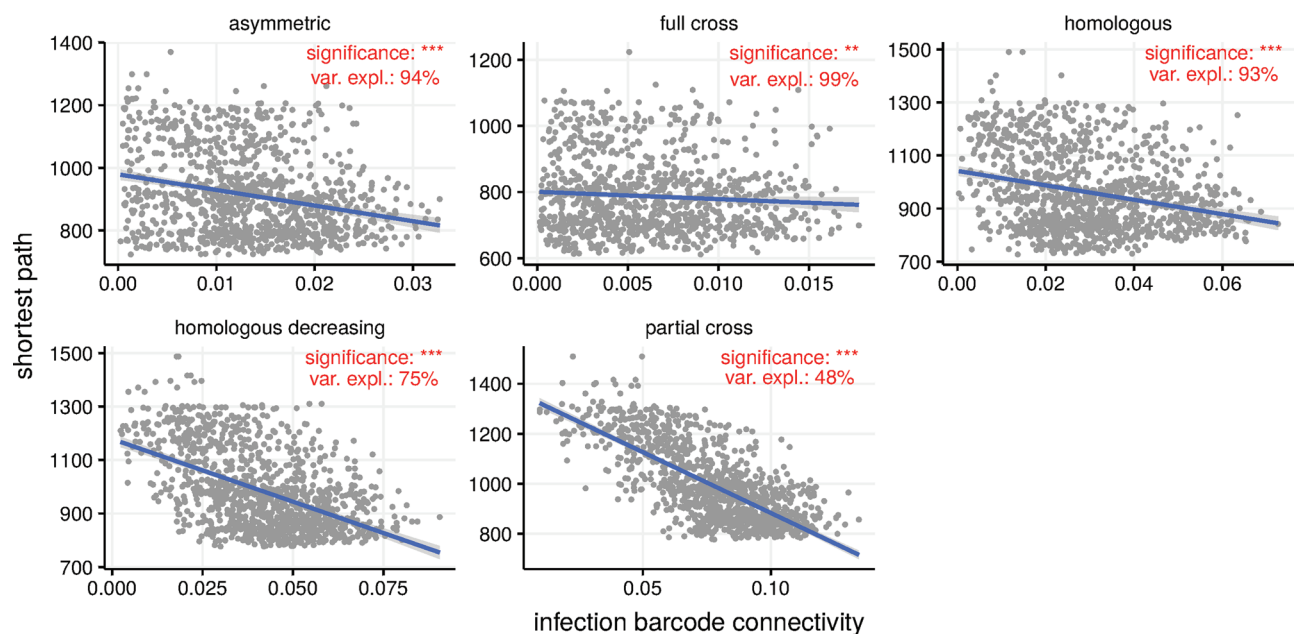 asymmetric
significance: ***
var. expl.: 94%
1400
1200
1000
800
0.00
0.01
0.02
0.03
full cross
significance: **
var. expl.: 99%
1200
1000
800
600
0.000
0.005
0.010
0.015
homologous
significance: ***
var. expl.: 93%
1500
1300
1100
900
700
0.00
0.02
0.04
0.06
shortest path
homologous decreasing
significance: ***
var. expl.: 75%
1500
1300
1100
900
700
0.000
0.025
0.050
0.075
partial cross
significance: ***
var. expl.: 48%
1400
1200
1000
800
0.05
0.10
infection barcode connectivity